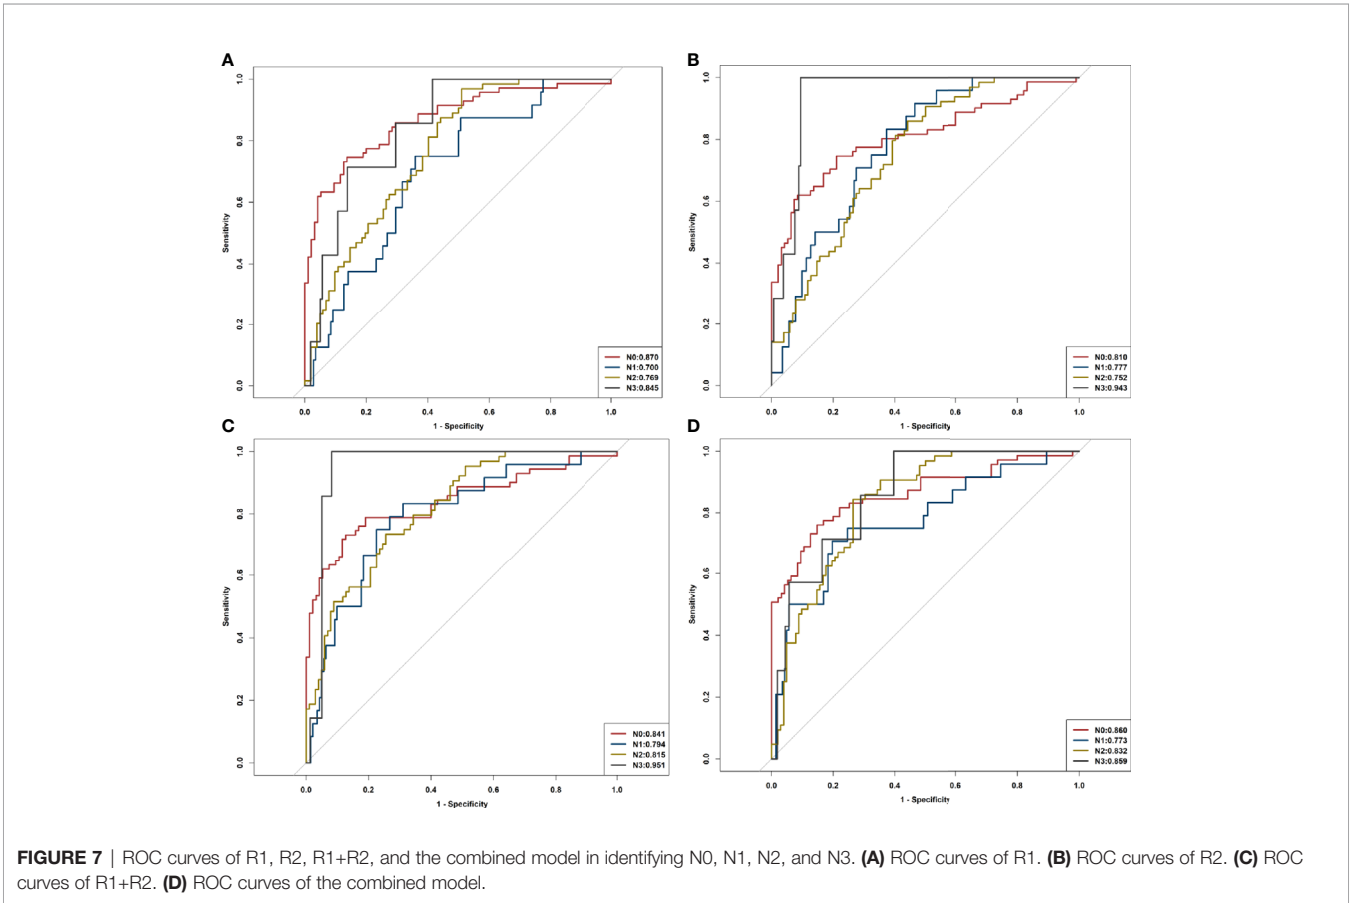 A
Sensitivity
1.0
0.8
0.6
0.4
0.2
0.0
0.0 0.2 0.4 0.6 0.8 1.0
1 - Specificity
N0:0.870
N1:0.700
N2:0.769
N3:0.845
B
Sensitivity
1.0
0.8
0.6
0.4
0.2
0.0
0.0 0.2 0.4 0.6 0.8 1.0
1 - Specificity
N0:0.810
N1:0.777
N2:0.752
N3:0.943
C
Sensitivity
1.0
0.8
0.6
0.4
0.2
0.0
0.0 0.2 0.4 0.6 0.8 1.0
1 - Specificity
N0:0.841
N1:0.794
N2:0.815
N3:0.951
D
Sensitivity
1.0
0.8
0.6
0.4
0.2
0.0
0.0 0.2 0.4 0.6 0.8 1.0
1 - Specificity
N0:0.860
N1:0.773
N2:0.832
N3:0.859
FIGURE 7 | ROC curves of R1, R2, R1+R2, and the combined model in identifying N0, N1, N2, and N3. (A) ROC curves of R1. (B) ROC curves of R2. (C) ROC
curves of R1+R2. (D) ROC curves of the combined model.